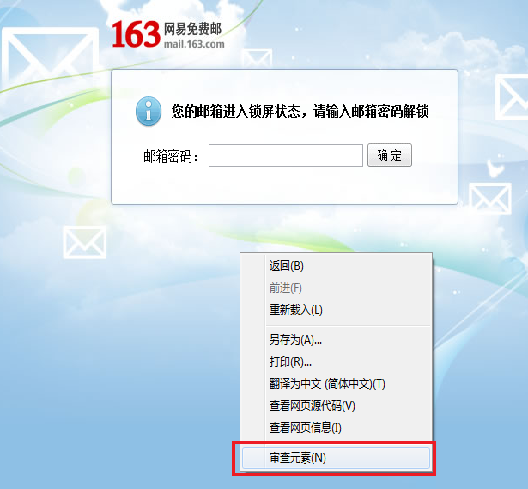 163 网易免费邮
mail.163.com
您的邮箱进入锁屏状态，请输入邮箱密码解锁
邮箱密码：
确 定
返回(B)
前进(F)
重新载入(L)
另存为(A)...
打印(R)...
翻译为中文 (简体中文)(T)
查看网页源代码(V)
查看网页信息(I)
审查元素(N)